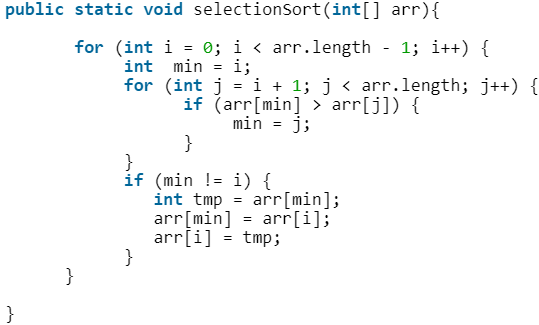 public static void selectionSort(int[] arr){
for (int i = 0; i < arr.length - 1; i++) {
int  min = i;
for (int j = i + 1; j < arr.length; j++) {
if (arr[min] > arr[j]) {
min = j;
}
}
if (min != i) {
int tmp = arr[min];
arr[min] = arr[i];
arr[i] = tmp;
}
}
}